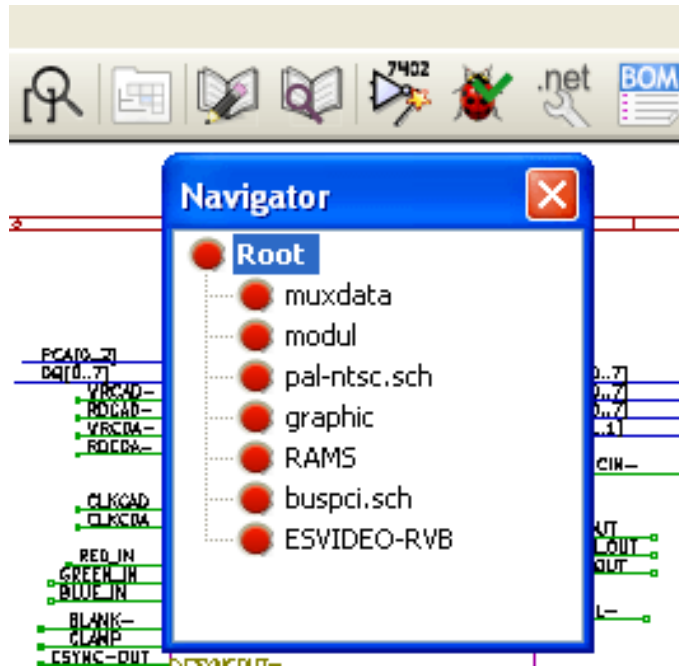 7402
.net
BOM
Navigator
Root
muxdata
modul
pal-ntsc.sch
graphic
RAMS
buspci.sch
ESVIDEO-RVB
PCA[0..2]
DQ[0..7]
VRCAD-
RDCAD-
VRCDA-
RDCDA-
CLKCAD
CLKCDA
RED_IN
GREEN_IN
BLUE_IN
BLANK-
CLAMP
CSYNC-OUT
CIN-